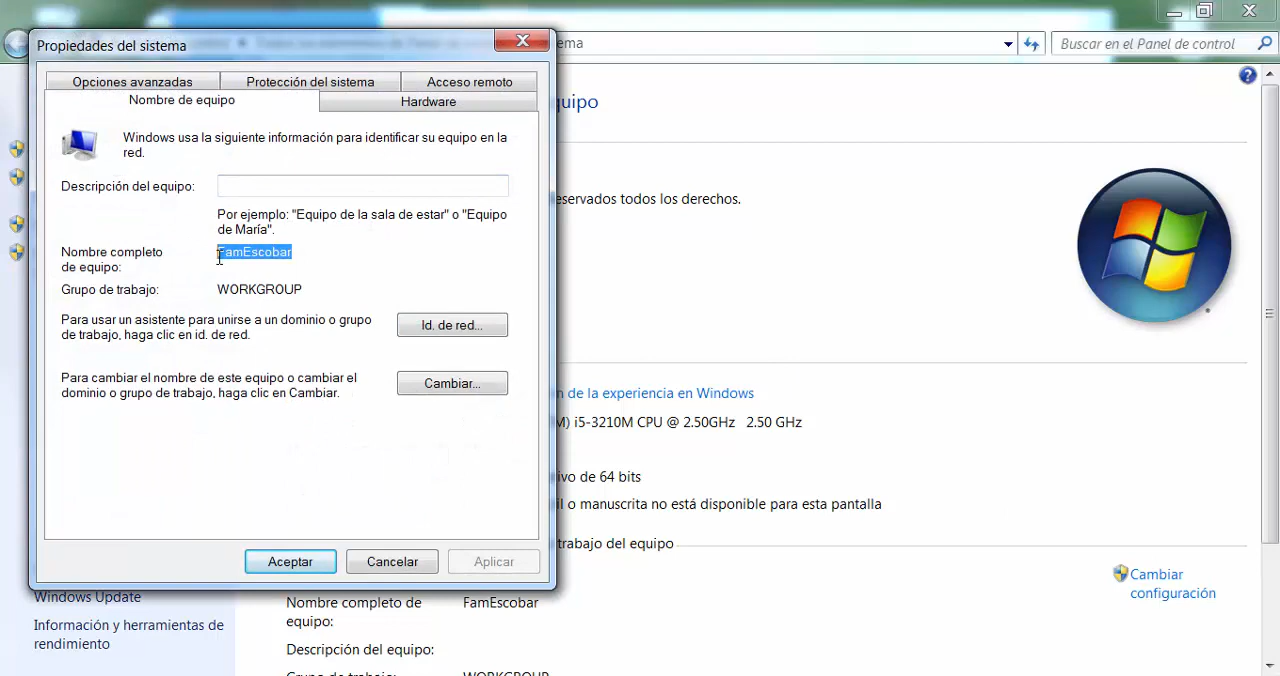 ema
Buscar en el Panel de control
Propiedades del sistema
Opciones avanzadas
Protección del sistema
Acceso remoto
Nombre de equipo
Hardware
Windows usa la siguiente información para identificar su equipo en la
red.
Descripción del equipo:
Por ejemplo: "Equipo de la sala de estar" o "Equipo
de María".
Nombre completo
de equipo:
FamEscobar
Grupo de trabajo:
WORKGROUP
Para usar un asistente para unirse a un dominio o grupo
de trabajo, haga clic en id. de red.
Id. de red...
Para cambiar el nombre de este equipo o cambiar el
dominio o grupo de trabajo, haga clic en Cambiar.
Cambiar...
Aceptar
Cancelar
Aplicar
quipo
eservados todos los derechos.
n de la experiencia en Windows
M) i5-3210M CPU @ 2.50GHz 2.50 GHz
ivo de 64 bits
il o manuscrita no está disponible para esta pantalla
trabajo del equipo
Cambiar
configuración
Windows Update
Información y herramientas de
rendimiento
Nombre completo de
equipo:
FamEscobar
Descripción del equipo:
Grupo de trabajo:
WORKGROUP